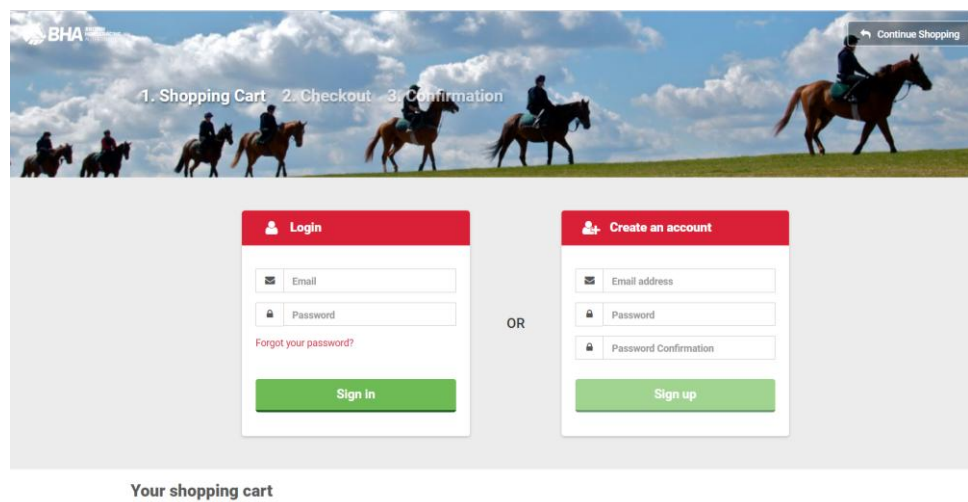 BHA
Continue Shopping
1. Shopping Cart 2. Checkout 3. Confirmation
Login
Email
Password
Forgot your password?
Sign in
OR
Create an account
Email address
Password
Password Confirmation
Sign up
Your shopping cart